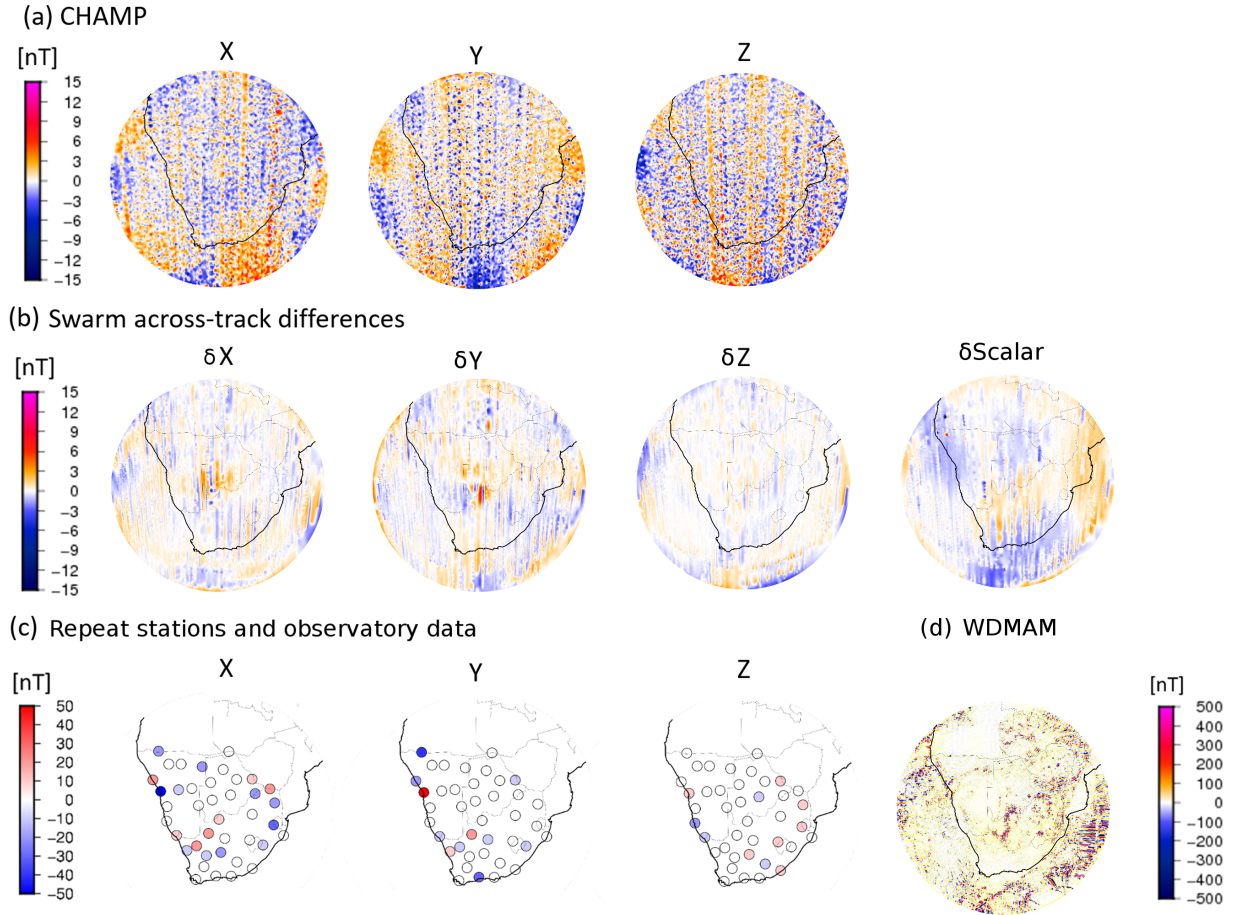 (a) CHAMP
[nT]
X
Y
Z
15
12
9
6
3
0
−3
−6
−9
−12
−15
(b) Swarm across-track differences
[nT]
δX
δY
δZ
δScalar
15
12
9
6
3
0
−3
−6
−9
−12
−15
(c) Repeat stations and observatory data
(d) WDMAM
[nT]
X
Y
Z
[nT]
50
40
30
20
10
0
−10
−20
−30
−40
−50
500
400
300
200
100
0
−100
−200
−300
−400
−500